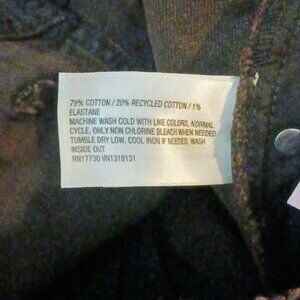 79% COTTON / 20% RECYCLED COTTON / 1%
ELASTANE
MACHINE WASH COLD WITH LIKE COLORS, NORMAL
CYCLE, ONLY NON CHLORINE BLEACH WHEN NEEDED
TUMBLE DRY LOW, COOL IRON IF NEEDED, WASH
INSIDE OUT
RN17730 VN1318131